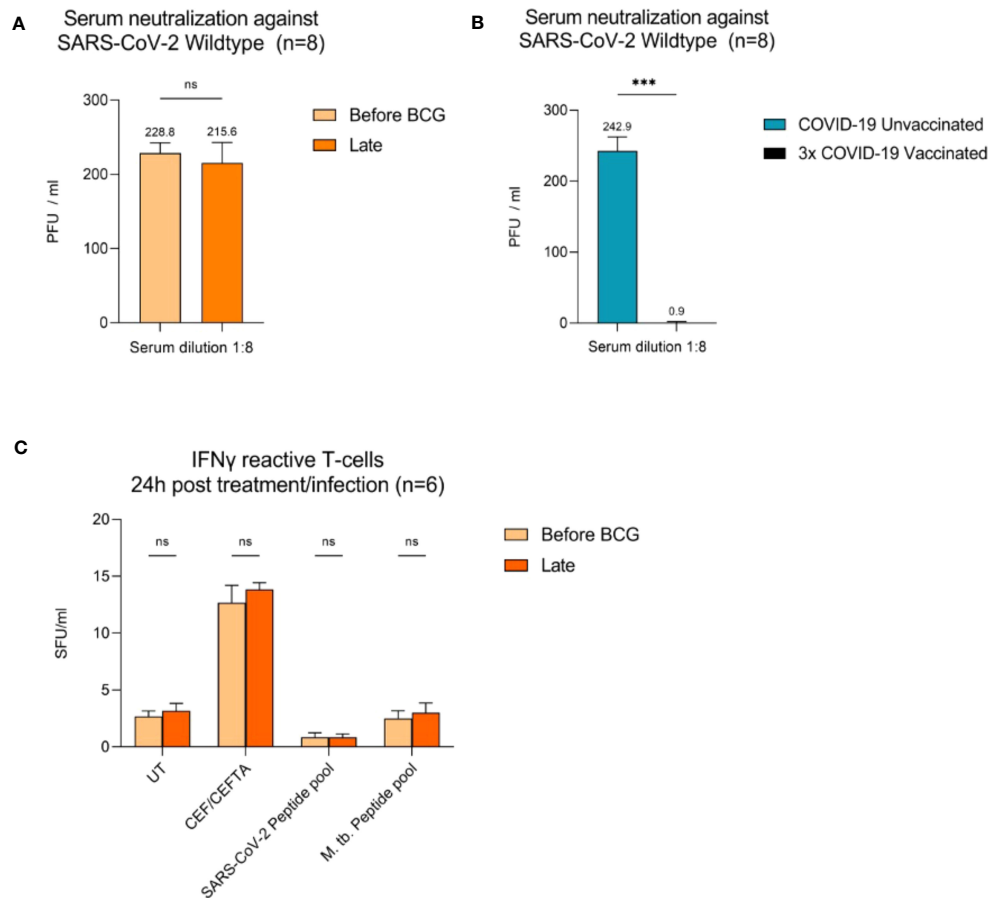 A
Serum neutralization against
SARS-CoV-2 Wildtype (n=8)
ns
300
200
100
0
PFU / ml
228.8
215.6
Serum dilution 1:8
Before BCG
Late
B
Serum neutralization against
SARS-CoV-2 Wildtype (n=8)
***
300
200
100
0
PFU / ml
242.9
0.9
Serum dilution 1:8
COVID-19 Unvaccinated
3x COVID-19 Vaccinated
C
IFNγ reactive T-cells
24h post treatment/infection (n=6)
20
15
10
5
0
SFU/ml
ns
ns
ns
ns
UT
CEF/CEFTA
SARS-CoV-2 Peptide pool
M. tb. Peptide pool
Before BCG
Late